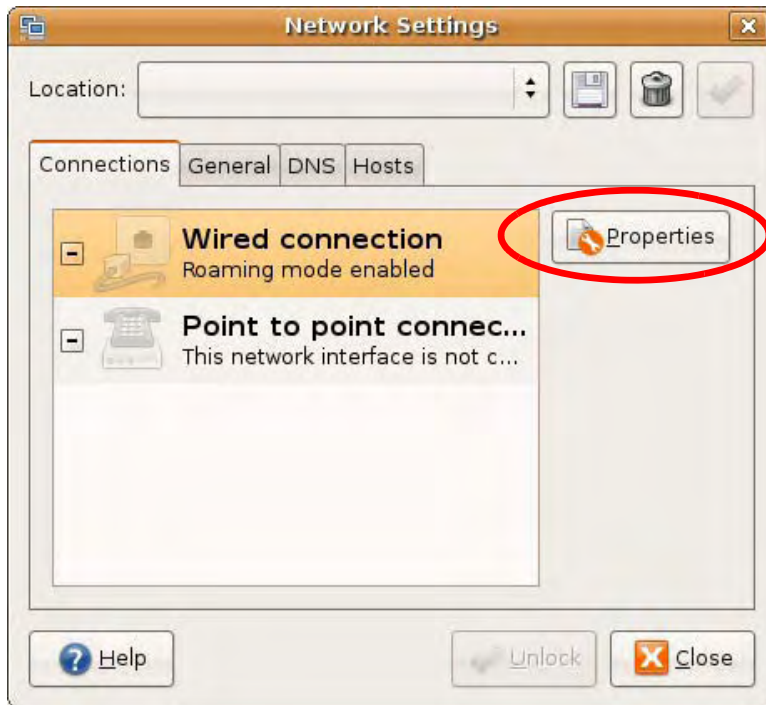 Network Settings
Location:
Connections General DNS Hosts
Wired connection
Roaming mode enabled
Properties
Point to point connec...
This network interface is not c...
Help
Unlock
Close